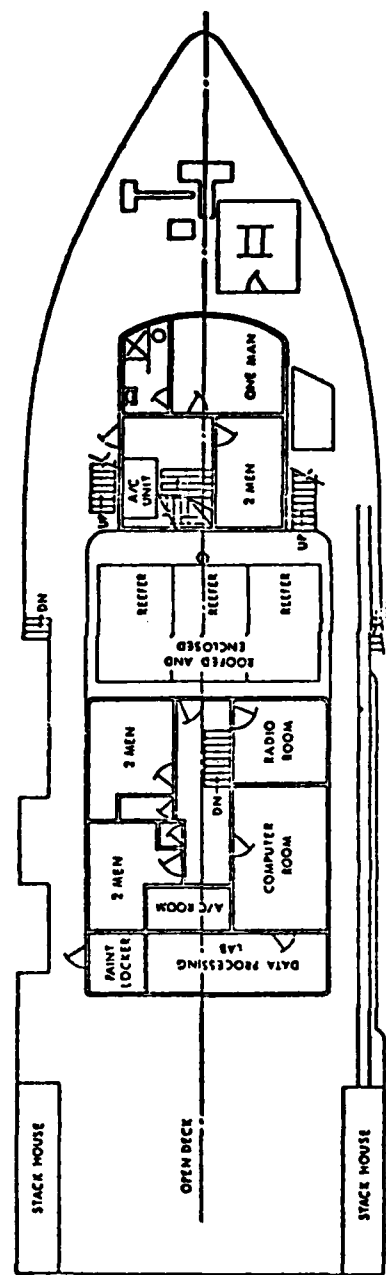 ONE MAN
A/C
UNIT
2 MEN
UP
UP
DN
DN
REEFER
REEFER
REEFER
ROOFED AND
ENCLOSED
2 MEN
RADIO
ROOM
DN
2 MEN
COMPUTER
ROOM
A/C ROOM
PAINT
LOCKER
DATA PROCESSING
LAB
OPEN DECK
STACK HOUSE
STACK HOUSE